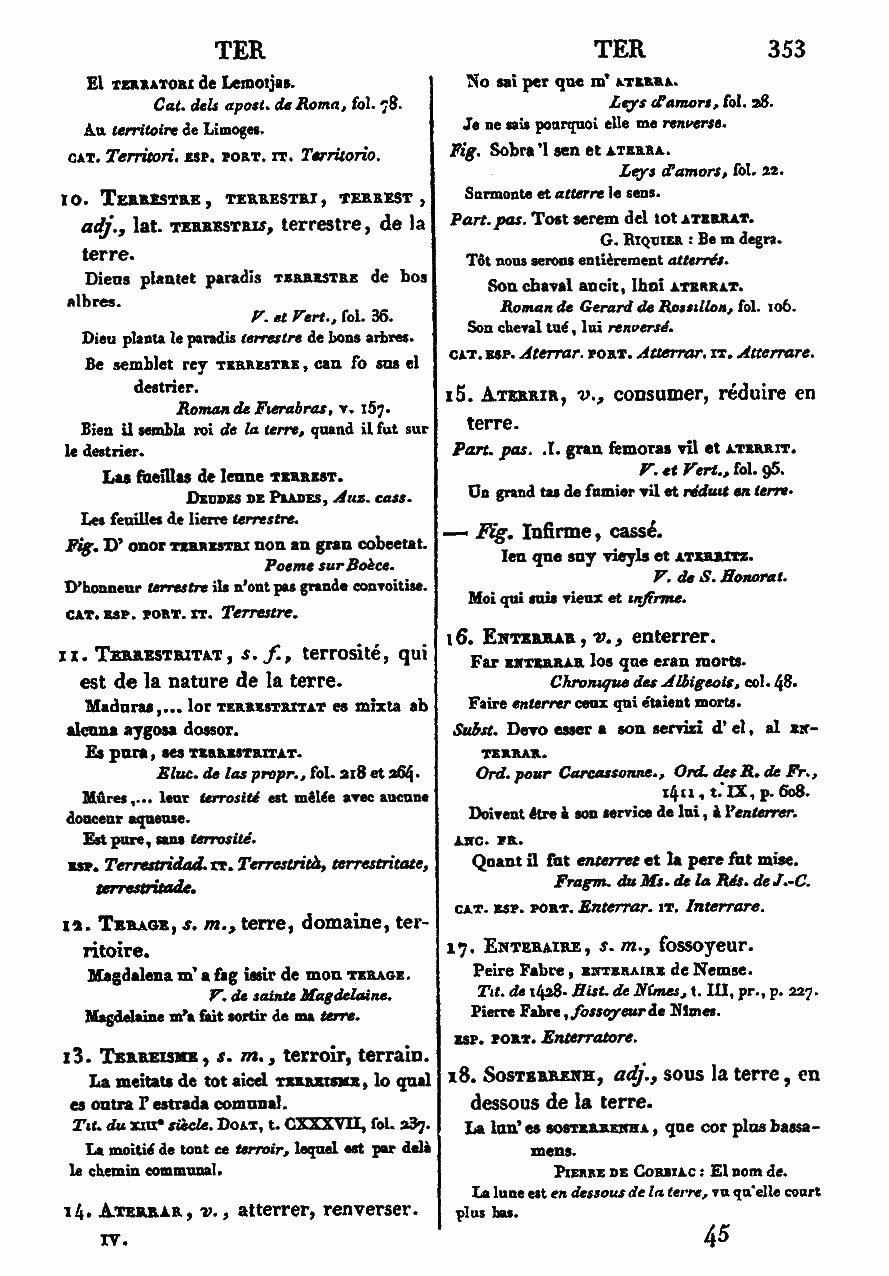 TER
TER 353
El TERRATORI de Lemotjas.
Cat. dels apost. de Roma, fol. 78.
Au territoire de Limoges.
CAT. Territori. ESP. PORT. IT. Territorio.
10. TERRESTRE, TERRESTRI, TERREST,
adj., lat. TERRESTRIS, terrestre, de la
terre.
Dieus plantet paradis TERRESTRE de bos
albres.
V. et Vert., fol. 36.
Dieu planta le paradis terrestre de bons arbres.
Be semblet rey TERRESTRE, can fo sus el
destrier.
Roman de Fierabras, v. 157.
Bien il sembla roi de la terre, quand il fut sur
le destrier.
Las fueillas de leune TERREST.
DEUDES DE PRADES, Auz. cass.
Les feuilles de lierre terrestre.
Fig. D' onor TERRESTRI non an gran cobeetat.
Poeme sur Boèce.
D'honneur terrestre ils n'ont pas grande convoitise.
CAT. ESP. PORT. IT. Terrestre.
11. TERRESTRITAT, s. f., terrosité, qui
est de la nature de la terre.
Maduras,... lor TERRESTRITAT es mixta ab
alcuna aygosa dossor.
Es pura, ses TERRESTRITAT.
Eluc. de las propr., fol. 218 et 264.
Mûres,... leur terrosité est mêlée avec aucune
douceur aqueuse.
Est pure, sans terrosité.
ESP. Terrestridad. IT. Terrestrità, terrestritate,
terrestritade.
12. TERAGE, s. m., terre, domaine, ter-
ritoire.
Magdalena m' a fag issir de mon TERAGE.
V. de sainte Magdelaine.
Magdelaine m'a fait sortir de ma terre.
13. TERREISME, s. m., terroir, terrain.
La meitats de tot aicel TERREISME, lo qual
es outra l' estrada comunal.
Tit. du XIIIe siècle. DOAT, t. CXXXVII, fol. 237.
La moitié de tout ce terroir, lequel est par delà
le chemin communal.
14. ATERRAR, v., atterrer, renverser.
IV.
No sai per que m' ATERRA.
Leys d'amors, fol. 28.
Je ne sais pourquoi elle me renverse.
Fig. Sobra 'l sen et ATERRA.
Leys d'amors, fol. 22.
Surmonte et atterre le sens.
Part. pas. Tost serem del tot ATERRAT.
G. RIQUIER : Be m degra.
Tôt nous serons entièrement atterrés.
Son chaval aucit, lhui ATERRAT.
Roman de Gerard de Rossillon, fol. 106.
Son cheval tué, lui renversé.
CAT. ESP. Aterrar. PORT. Atterrar. IT. Atterrare.
15. ATERRIR, v., consumer, réduire en
terre.
Part. pas. .I. gran femoras vil et ATERRIT.
V. et Vert., fol. 95.
Un grand tas de fumier vil et réduit en terre.
— Fig. Infirme, cassé.
Ieu que suy vieyls et ATERRITZ.
V. de S. Honorat.
Moi qui suis vieux et infirme.
16. ENTERRAR, v., enterrer.
Far ENTERRAR los que eran morts.
Chronique des Albigeois, col. 48.
Faire enterrer ceux qui étaient morts.
Subst. Devo esser a son servizi d' el, al EN-
TERRAR.
Ord. pour Carcassonne., Ord. des R. de Fr.,
1411, t. IX, p. 608.
Doivent être à son service de lui, à l'enterrer.
ANC. FR.
Quant il fut enterret et la pere fut mise.
Fragm. du Ms. de la Rés. de J.-C.
CAT. ESP. PORT. Enterrar. IT. Interrare.
17. ENTERAIRE, s. m., fossoyeur.
Peire Fabre, ENTERAIRE de Nemse.
Tit. de 1428. Hist. de Nîmes, t. III, pr., p. 227.
Pierre Fabre, fossoyeur de Nîmes.
ESP. PORT. Enterratore.
18. SOSTERRENH, adj., sous la terre, en
dessous de la terre.
La lun' es SOSTERRENHA, que cor plus bassa-
mens.
PIERRE DE CORBIAC : El nom de.
La lune est en dessous de la terre, vu qu'elle court
plus bas.
45